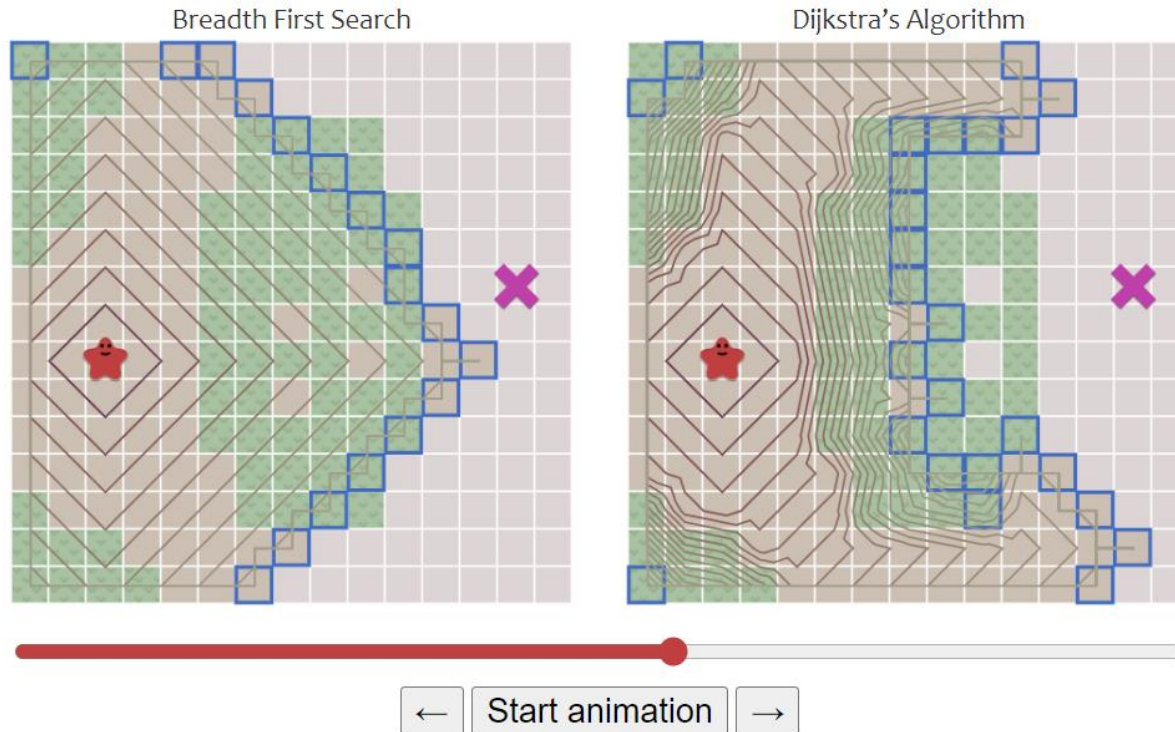 Breadth First Search
Dijkstra’s Algorithm
← Start animation →